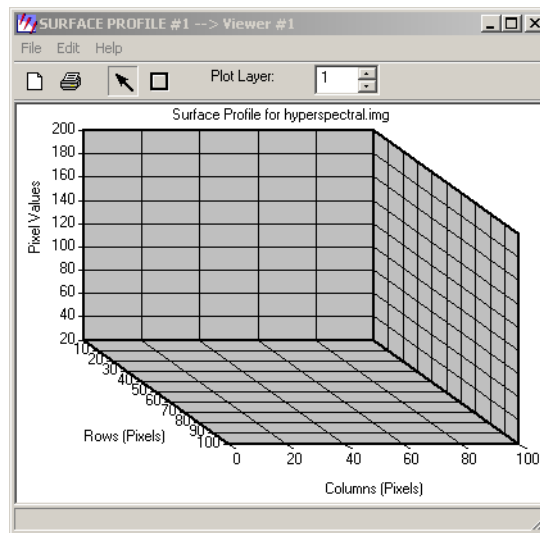 SURFACE PROFILE #1 --> Viewer #1
File Edit Help
Plot Layer: 1
Surface Profile for hyperspectral.img
Pixel Values
200
180
160
140
120
100
80
60
40
20
10
20
30
40
50
60
70
80
90
100
Rows (Pixels)
0 20 40 60 80 100
Columns (Pixels)